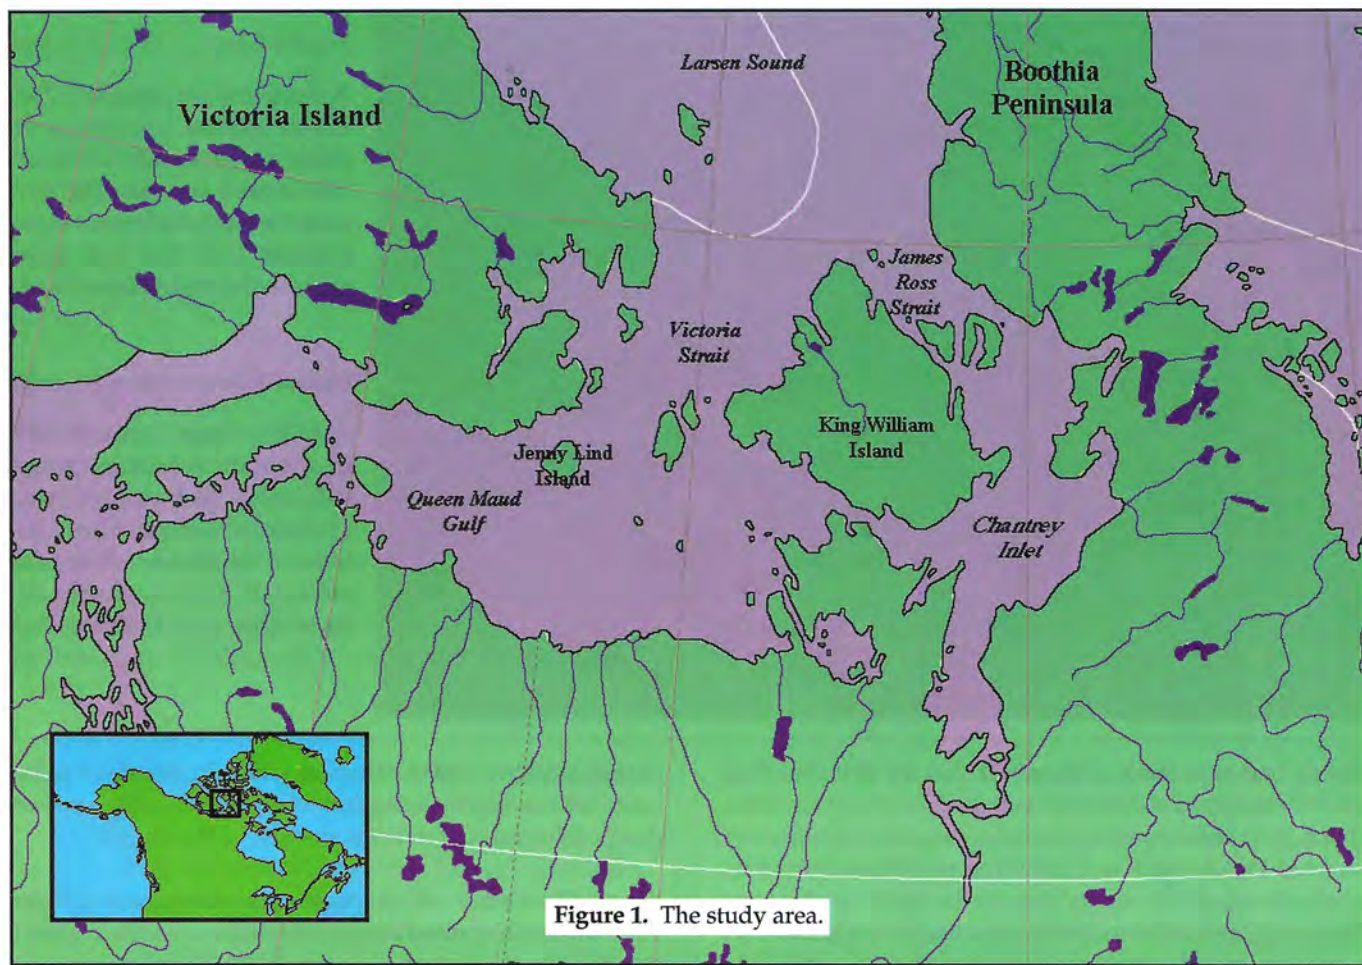 Larsen Sound
Boothia
Peninsula
Victoria Island
James
Ross
Strait
Victoria
Strait
King William
Island
Jenny Lind
Island
Queen Maud
Gulf
Chantrey
Inlet
Figure 1. The study area.